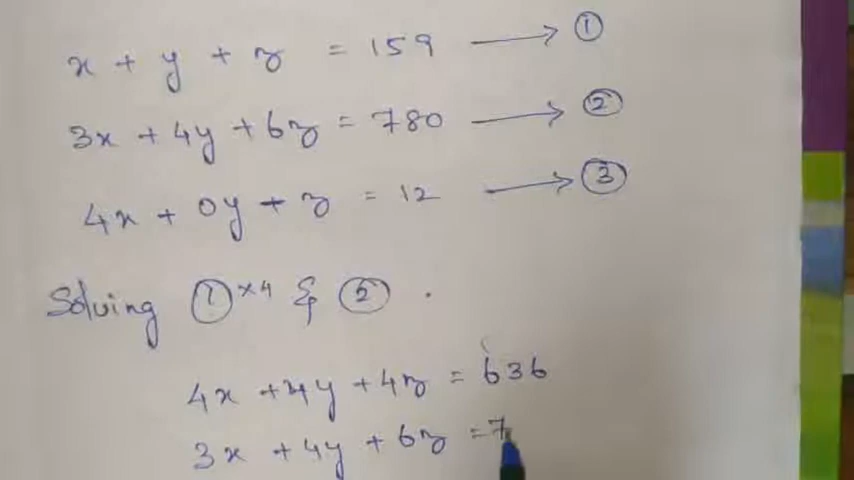 x + y + z = 159 ⟶ ①
3x + 4y + 6z = 780 ⟶ ②
4x + 0y + z = 12 ⟶ ③
Solving ①×4 & ② .
4x + 4y + 4z = 636
3x + 4y + 6z = 7